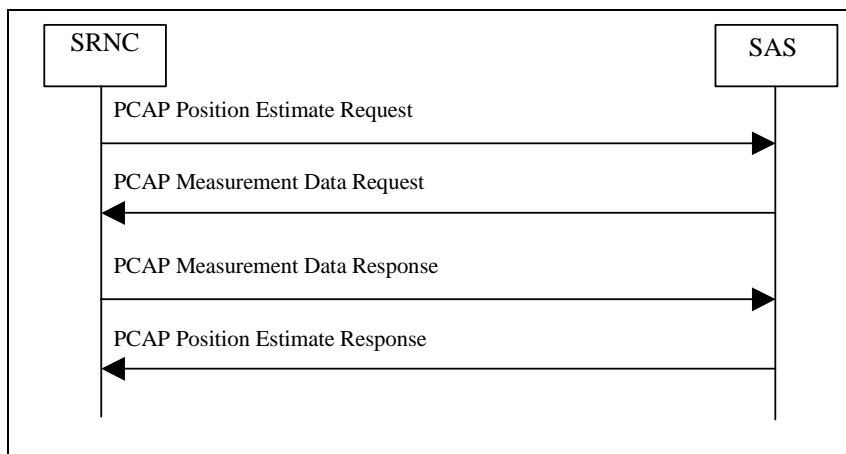 SRNC
SAS
PCAP Position Estimate Request
PCAP Measurement Data Request
PCAP Measurement Data Response
PCAP Position Estimate Response